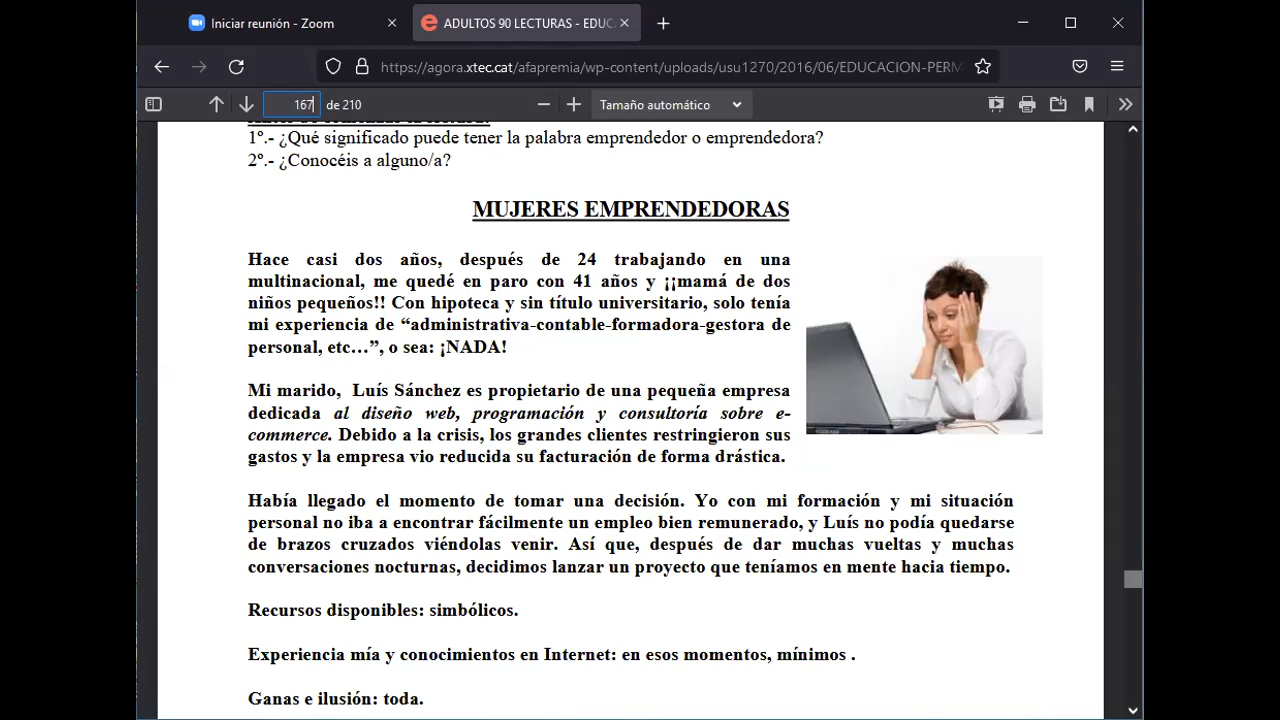 Iniciar reunión - Zoom
ADULTOS 90 LECTURAS - EDUC
https://agora.xtec.cat/afapremia/wp-content/uploads/usu1270/2016/06/EDUCACION-PERM
167 de 210
Tamaño automático
1º.- ¿Qué significado puede tener la palabra emprendedor o emprendedora?
2º.- ¿Conocéis a alguno/a?
MUJERES EMPRENDEDORAS
Hace casi dos años, después de 24 trabajando en una
multinacional, me quedé en paro con 41 años y ¡¡mamá de dos
niños pequeños!! Con hipoteca y sin título universitario, solo tenía
mi experiencia de “administrativa-contable-formadora-gestora de
personal, etc…”, o sea: ¡NADA!
Mi marido, Luís Sánchez es propietario de una pequeña empresa
dedicada al diseño web, programación y consultoría sobre e-
commerce. Debido a la crisis, los grandes clientes restringieron sus
gastos y la empresa vio reducida su facturación de forma drástica.
Había llegado el momento de tomar una decisión. Yo con mi formación y mi situación
personal no iba a encontrar fácilmente un empleo bien remunerado, y Luís no podía quedarse
de brazos cruzados viéndolas venir. Así que, después de dar muchas vueltas y muchas
conversaciones nocturnas, decidimos lanzar un proyecto que teníamos en mente hacia tiempo.
Recursos disponibles: simbólicos.
Experiencia mía y conocimientos en Internet: en esos momentos, mínimos .
Ganas e ilusión: toda.